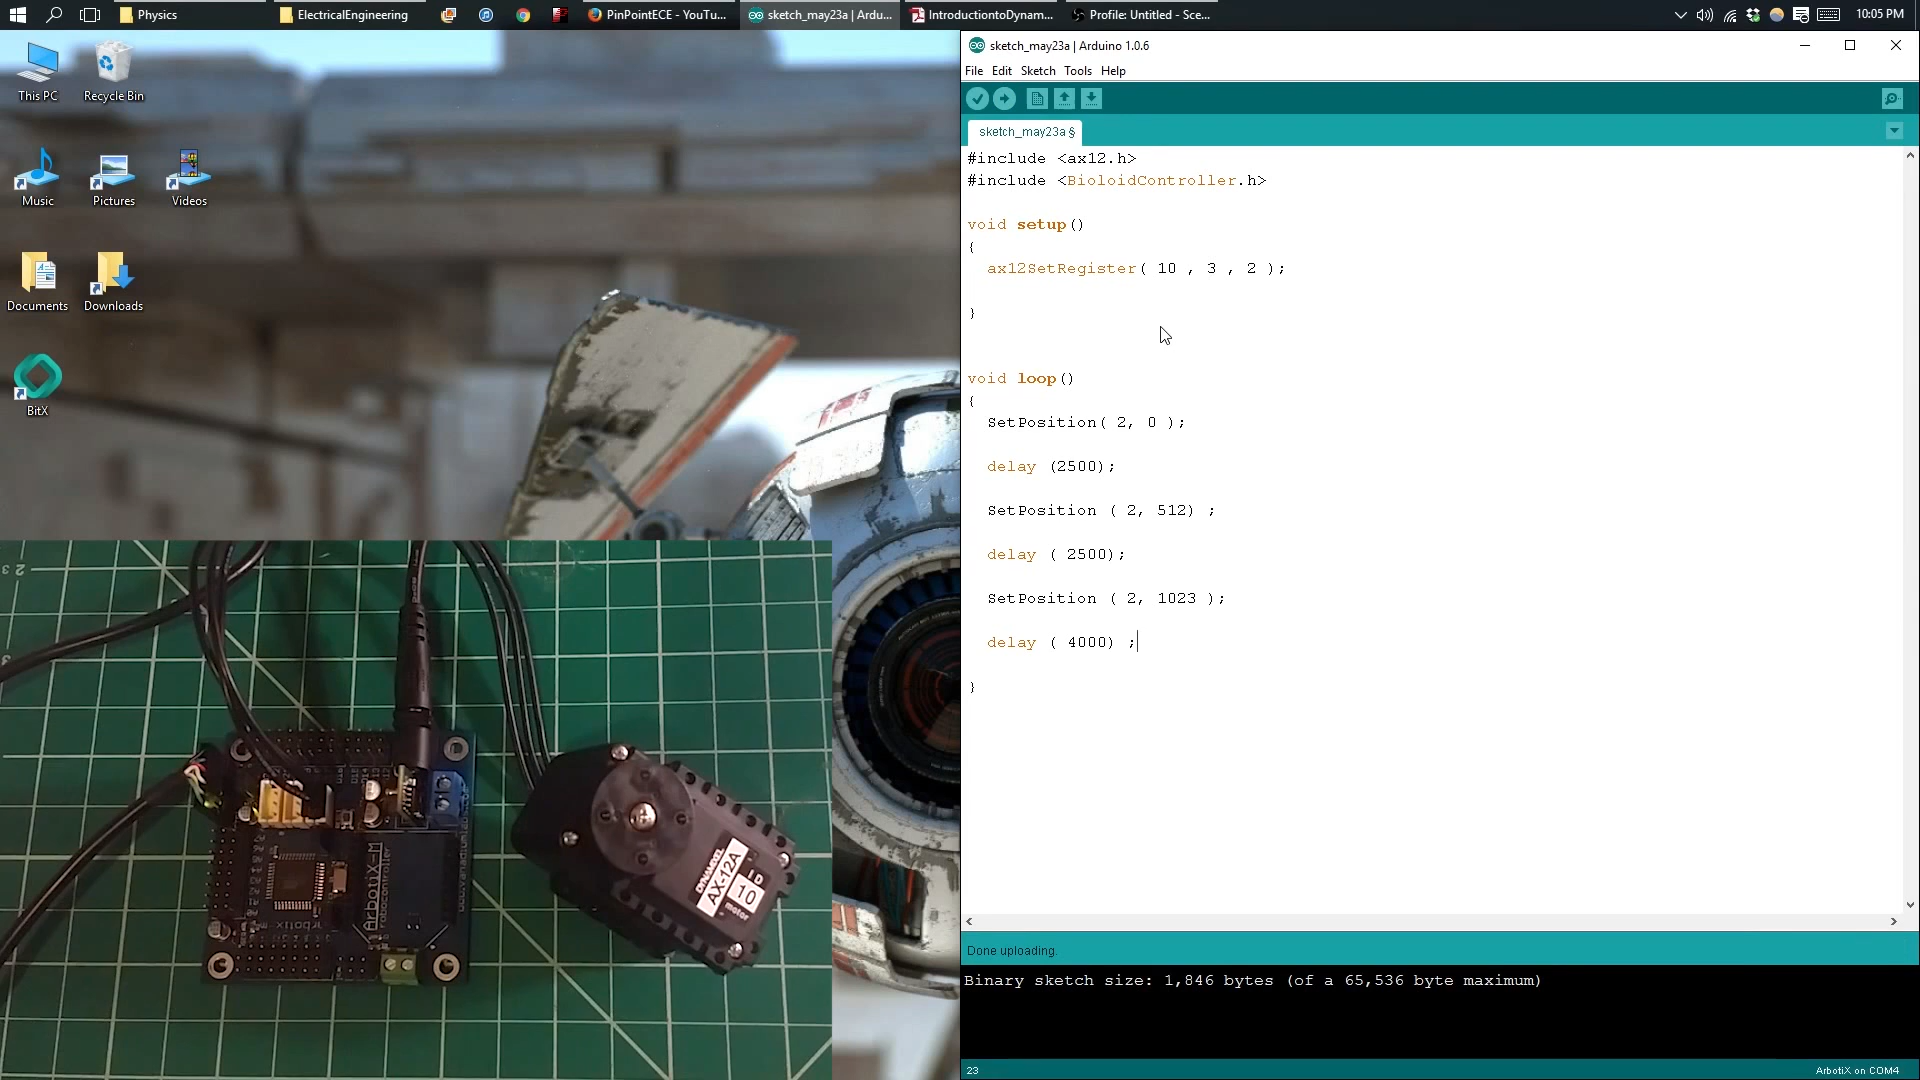 Physics
ElectricalEngineering
PinPointECE - YouTu...
sketch_may23a | Ardu...
IntroductiontoDynam...
Profile: Untitled - Sce...
10:05 PM
This PC
Recycle Bin
Music
Pictures
Videos
Documents
Downloads
BitX
sketch_may23a | Arduino 1.0.6
File Edit Sketch Tools Help
sketch_may23a §
#include <ax12.h>
#include <BioloidController.h>
void setup()
{
ax12SetRegister( 10 , 3 , 2 );
}
void loop()
{
SetPosition( 2, 0 );
delay (2500);
SetPosition ( 2, 512) ;
delay ( 2500);
SetPosition ( 2, 1023 );
delay ( 4000) ;
}
Done uploading.
Binary sketch size: 1,846 bytes (of a 65,536 byte maximum)
23
ArbotiX on COM4
ArbotiX-M
robocontroller
DYNAMIXEL
AX-12A
ID
10
motor